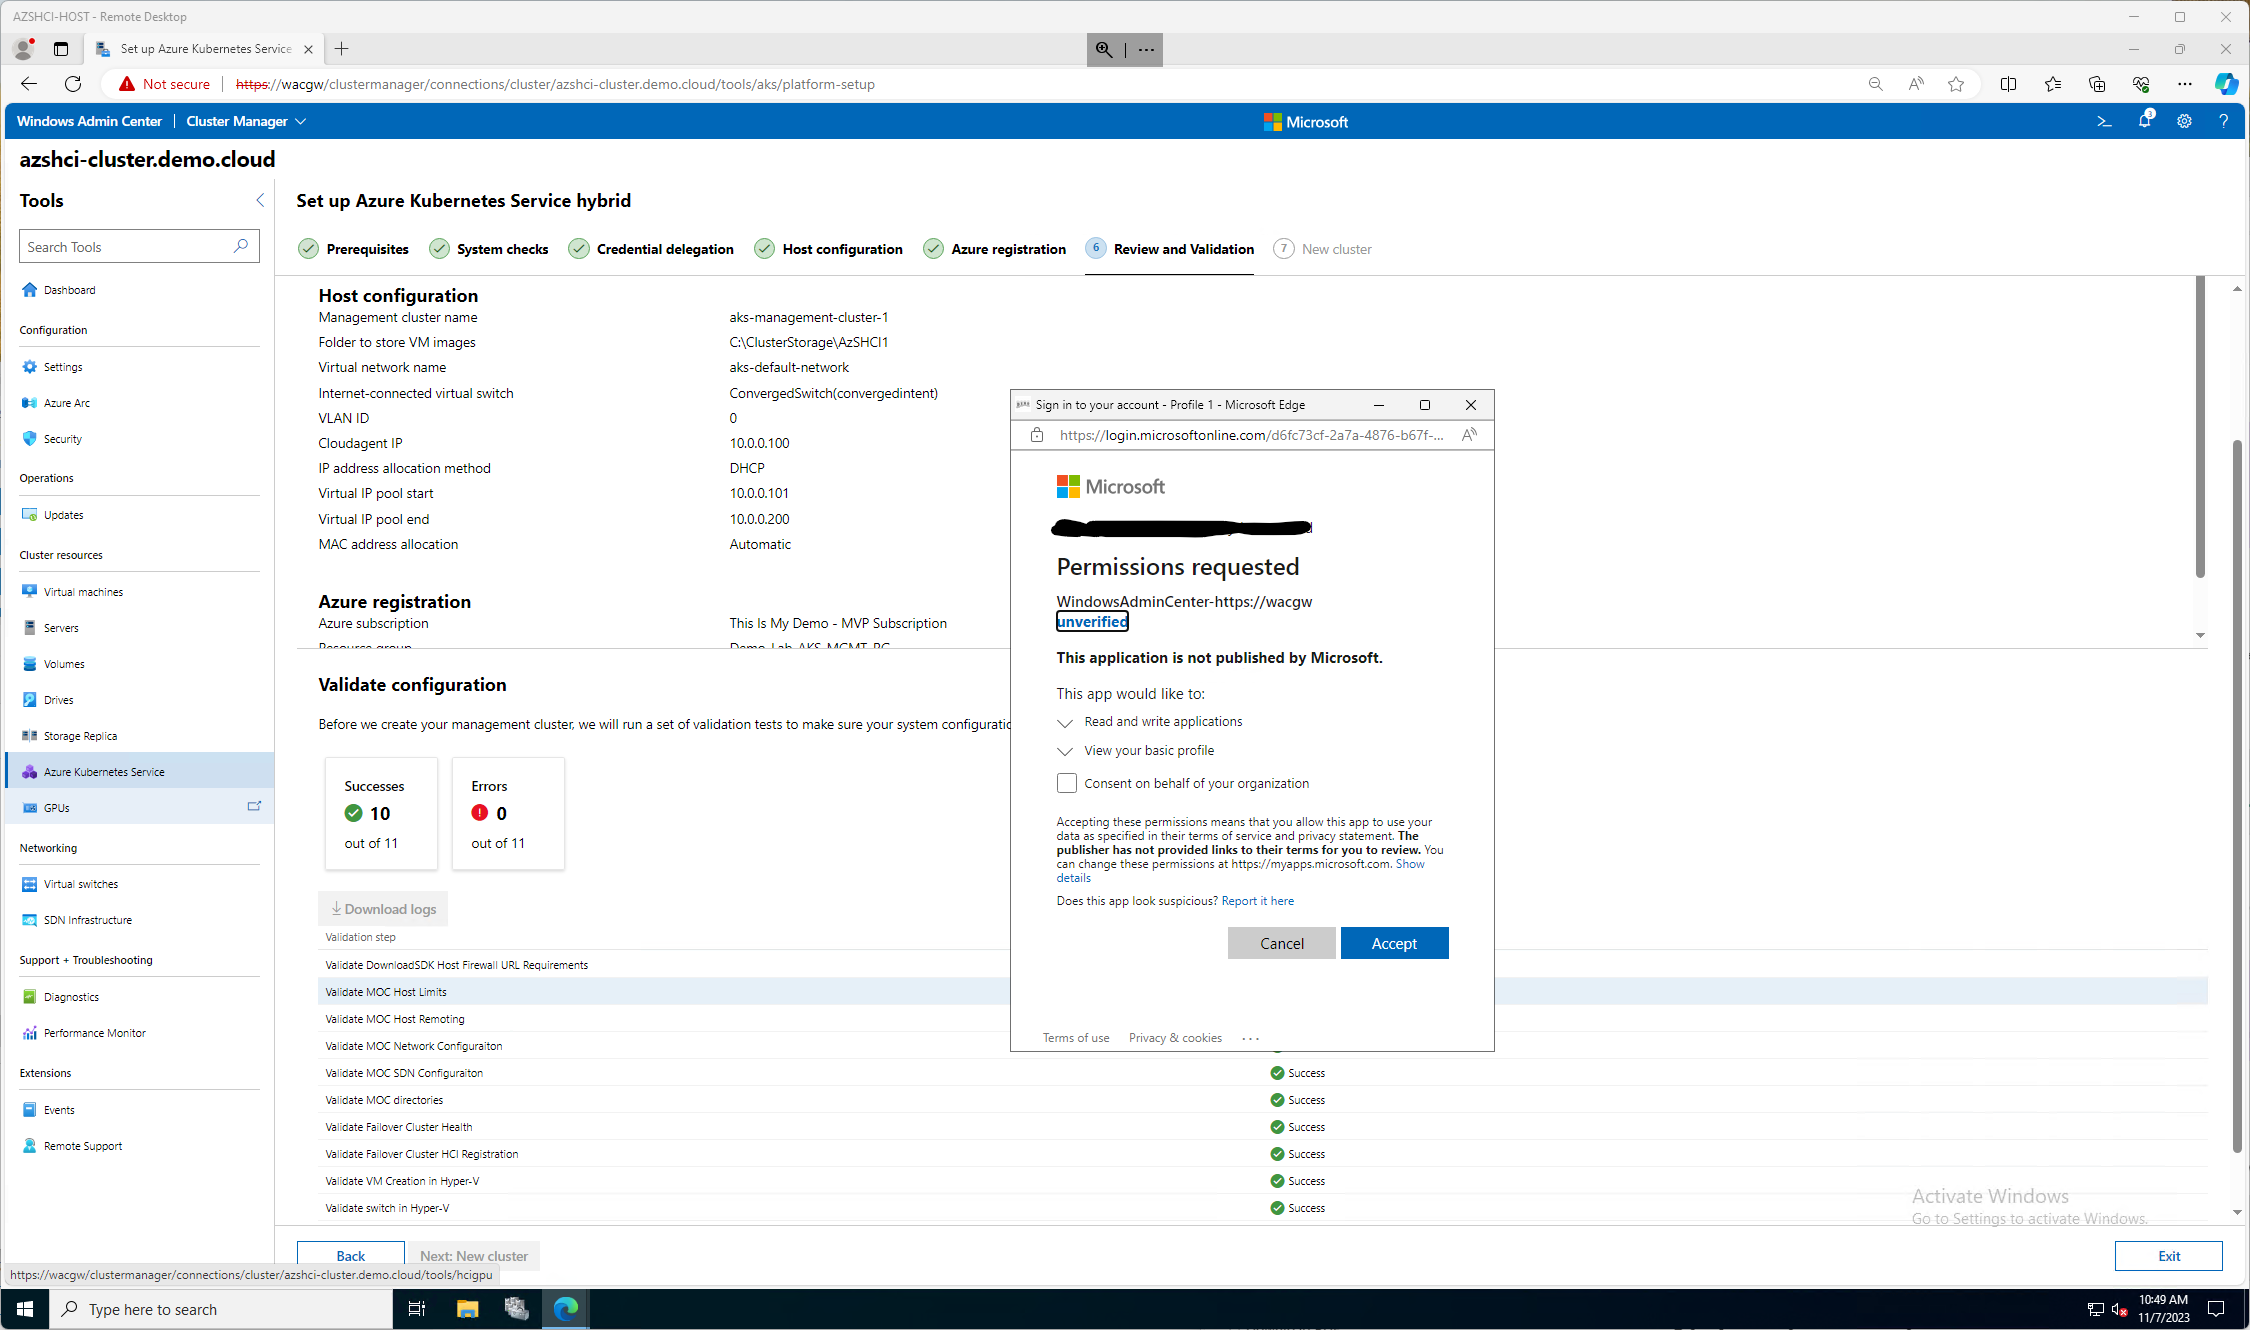 AZSHCI-HOST - Remote Desktop
Set up Azure Kubernetes Service
Not secure https://wacgw/clustermanager/connections/cluster/azshci-cluster.demo.cloud/tools/aks/platform-setup
Windows Admin Center | Cluster Manager
Microsoft
3
?
azshci-cluster.demo.cloud
Tools
Search Tools
Dashboard
Configuration
Settings
Azure Arc
Security
Operations
Updates
Cluster resources
Virtual machines
Servers
Volumes
Drives
Storage Replica
Azure Kubernetes Service
GPUs
Networking
Virtual switches
SDN Infrastructure
Support + Troubleshooting
Diagnostics
Performance Monitor
Extensions
Events
Remote Support
Set up Azure Kubernetes Service hybrid
Prerequisites
System checks
Credential delegation
Host configuration
Azure registration
6 Review and Validation
7 New cluster
Host configuration
Management cluster name aks-management-cluster-1
Folder to store VM images C:\ClusterStorage\AzSHCI1
Virtual network name aks-default-network
Internet-connected virtual switch ConvergedSwitch(convergedintent)
VLAN ID 0
Cloudagent IP 10.0.0.100
IP address allocation method DHCP
Virtual IP pool start 10.0.0.101
Virtual IP pool end 10.0.0.200
MAC address allocation Automatic
Azure registration
Azure subscription This Is My Demo - MVP Subscription
Resource group Demo-Lab-AKS-MGMT-RG
Validate configuration
Before we create your management cluster, we will run a set of validation tests to make sure your system
Successes
10
out of 11
Errors
0
out of 11
Download logs
Validation step
Validate DownloadSDK Host Firewall URL Requirements
Validate MOC Host Limits
Validate MOC Host Remoting
Validate MOC Network Configuraiton
Validate MOC SDN Configuraiton Success
Validate MOC directories Success
Validate Failover Cluster Health Success
Validate Failover Cluster HCI Registration Success
Validate VM Creation in Hyper-V Success
Validate switch in Hyper-V Success
Back
Next: New cluster
Exit
Sign in to your account - Profile 1 - Microsoft Edge
https://login.microsoftonline.com/d6fc73cf-2a7a-4876-b67f-...
Microsoft
Permissions requested
WindowsAdminCenter-https://wacgw
unverified
This application is not published by Microsoft.
This app would like to:
Read and write applications
View your basic profile
Consent on behalf of your organization
Accepting these permissions means that you allow this app to use your
data as specified in their terms of service and privacy statement. The
publisher has not provided links to their terms for you to review. You
can change these permissions at https://myapps.microsoft.com. Show
details
Does this app look suspicious? Report it here
Cancel
Accept
Terms of use
Privacy & cookies
...
Activate Windows
Go to Settings to activate Windows.
https://wacgw/clustermanager/connections/cluster/azshci-cluster.demo.cloud/tools/hcigpu
Type here to search
10:49 AM
11/7/2023